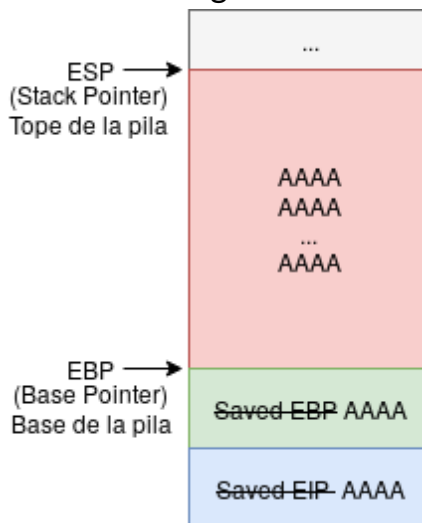 ...
ESP
(Stack Pointer)
Tope de la pila
AAAA
AAAA
...
AAAA
EBP
(Base Pointer)
Base de la pila
Saved EBP AAAA
Saved EIP AAAA